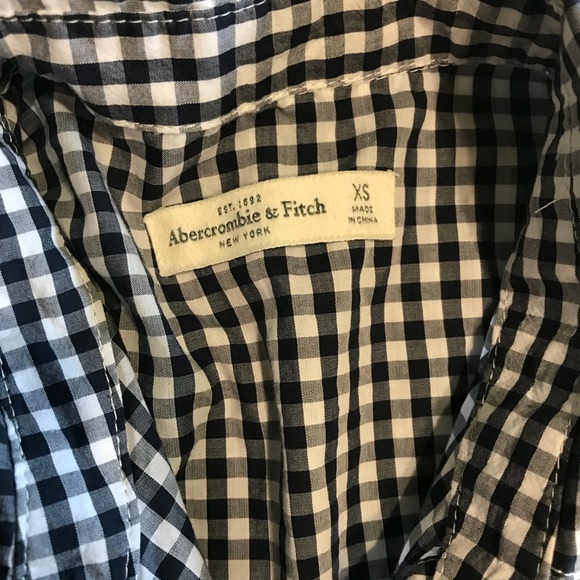 EST. 1892
Abercrombie & Fitch
NEW YORK
XS
MADE
IN CHINA